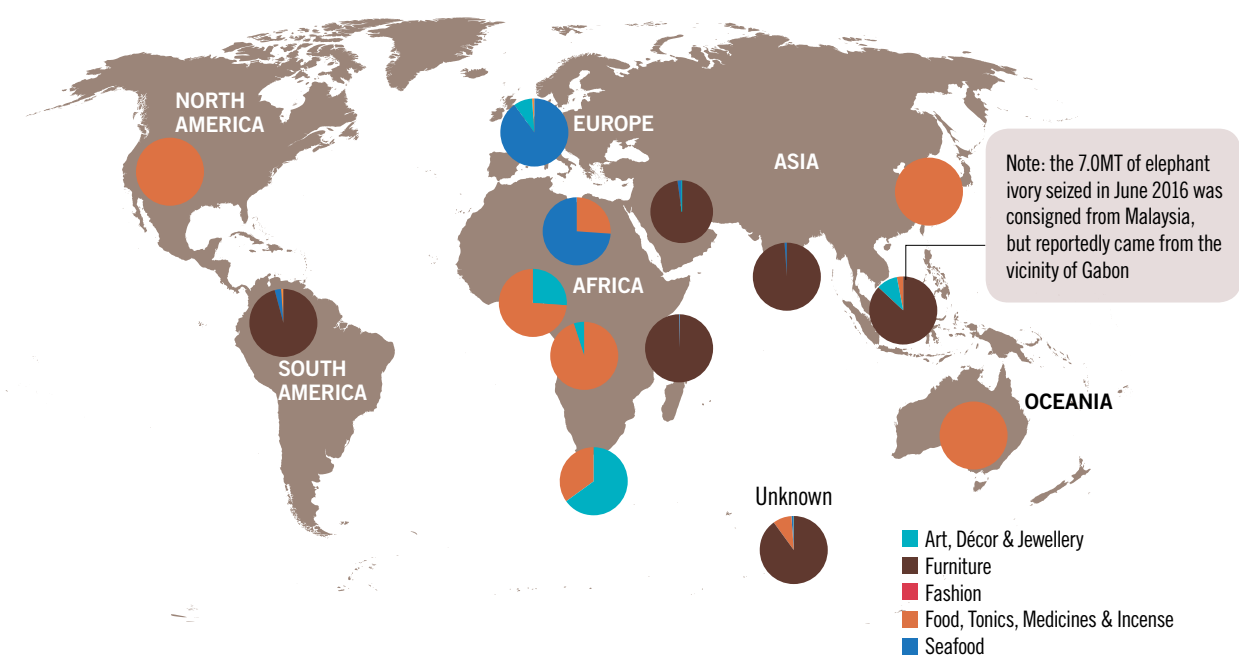 NORTH
AMERICA
EUROPE
ASIA
Note: the 7.0MT of elephant
ivory seized in June 2016 was
consigned from Malaysia,
but reportedly came from the
vicinity of Gabon
AFRICA
SOUTH
AMERICA
OCEANIA
Unknown
Art, Décor & Jewellery
Furniture
Fashion
Food, Tonics, Medicines & Incense
Seafood